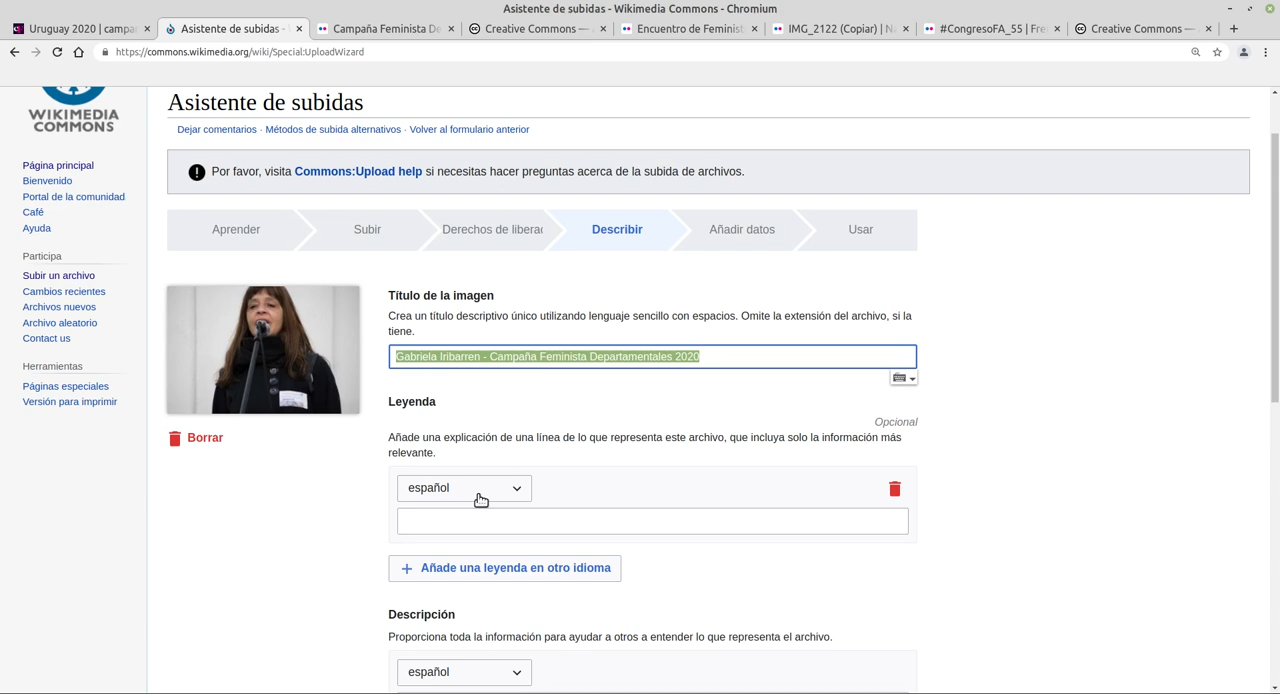 Asistente de subidas - Wikimedia Commons - Chromium
Uruguay 2020 | campa
Asistente de subidas -
Campaña Feminista De
Creative Commons —
Encuentro de Feminist
IMG_2122 (Copiar) |
#CongresoFA_55 | Fre
Creative Commons —
https://commons.wikimedia.org/wiki/Special:UploadWizard
WIKIMEDIA
COMMONS
Página principal
Bienvenido
Portal de la comunidad
Café
Ayuda
Participa
Subir un archivo
Cambios recientes
Archivos nuevos
Archivo aleatorio
Contact us
Herramientas
Páginas especiales
Versión para imprimir
Asistente de subidas
Dejar comentarios · Métodos de subida alternativos · Volver al formulario anterior
Por favor, visita Commons:Upload help si necesitas hacer preguntas acerca de la subida de archivos.
Aprender
Subir
Derechos de liberac
Describir
Añadir datos
Usar
Borrar
Título de la imagen
Crea un título descriptivo único utilizando lenguaje sencillo con espacios. Omite la extensión del archivo, si la
tiene.
Gabriela Iribarren - Campaña Feminista Departamentales 2020
Leyenda
Opcional
Añade una explicación de una línea de lo que representa este archivo, que incluya solo la información más
relevante.
español
Añade una leyenda en otro idioma
Descripción
Proporciona toda la información para ayudar a otros a entender lo que representa el archivo.
español